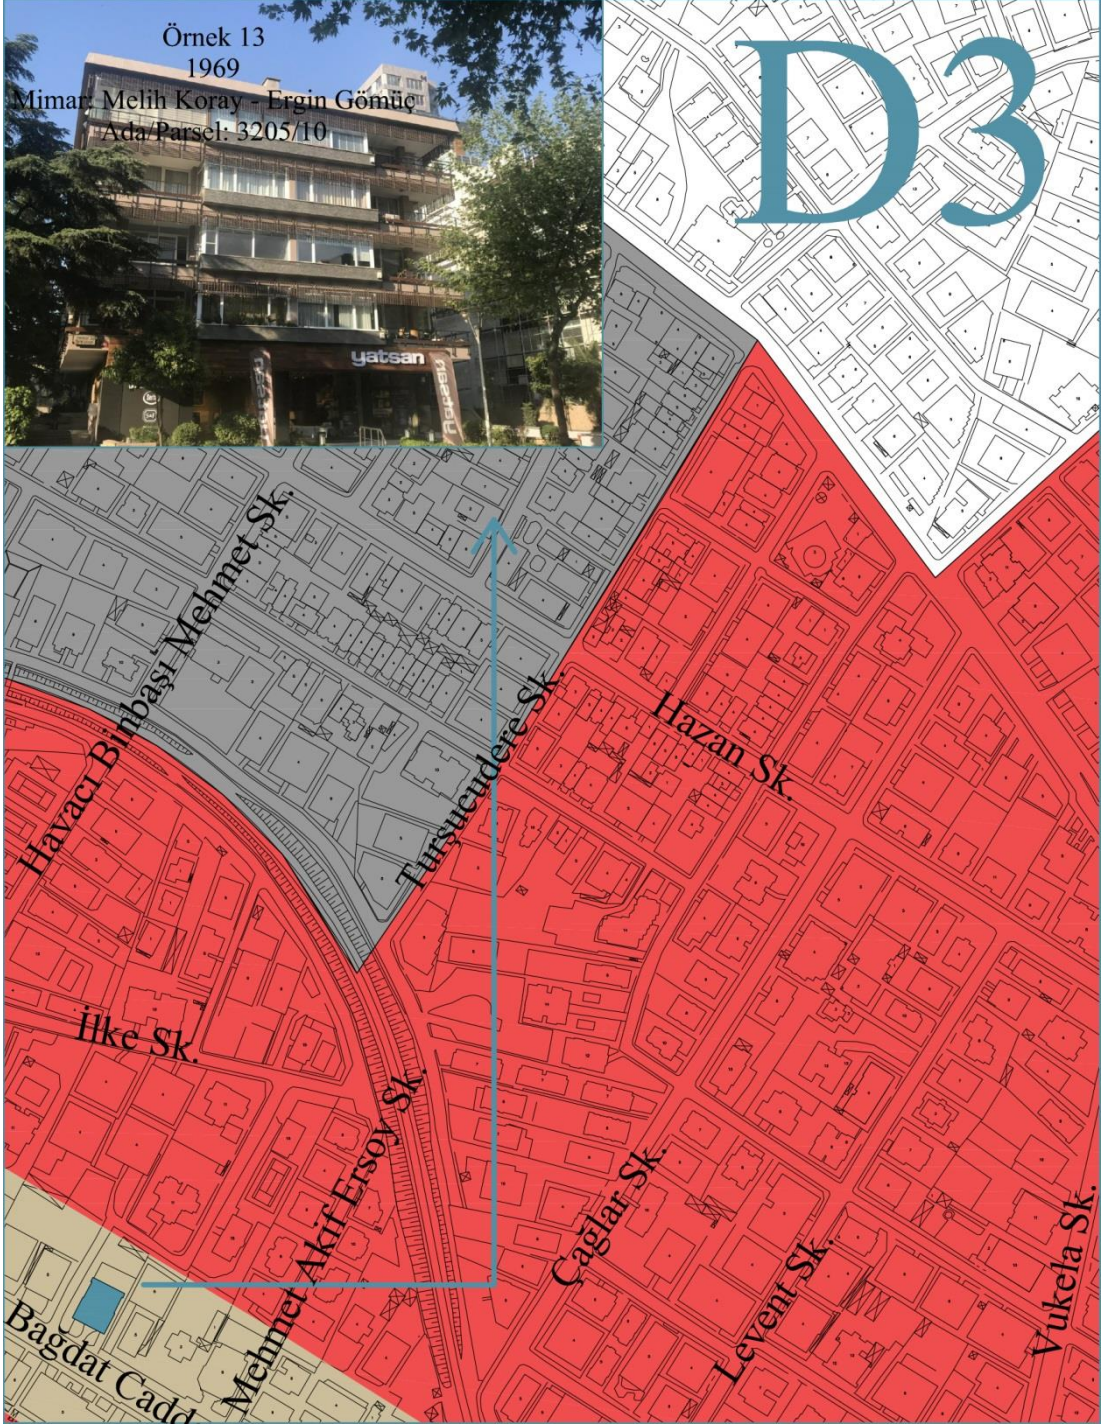 Örnek 13
1969
Mimar: Melih Koray - Ergin Gömüç
Ada/Parsel: 3205/10
D3
yatsan
yatsan
Havacı Binbaşı Mehmet Sk.
Turşucudere Sk.
Hazan Sk.
İlke Sk.
Mehmet Akif Ersoy Sk.
Çağlar Sk.
Levent Sk.
Vukela Sk.
Bağdat Cadd